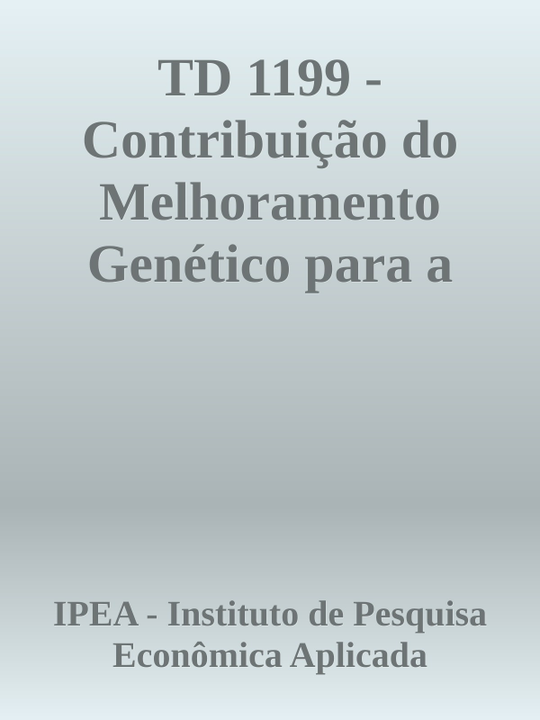 TD 1199 -
Contribuição do
Melhoramento
Genético para a
IPEA - Instituto de Pesquisa
Econômica Aplicada